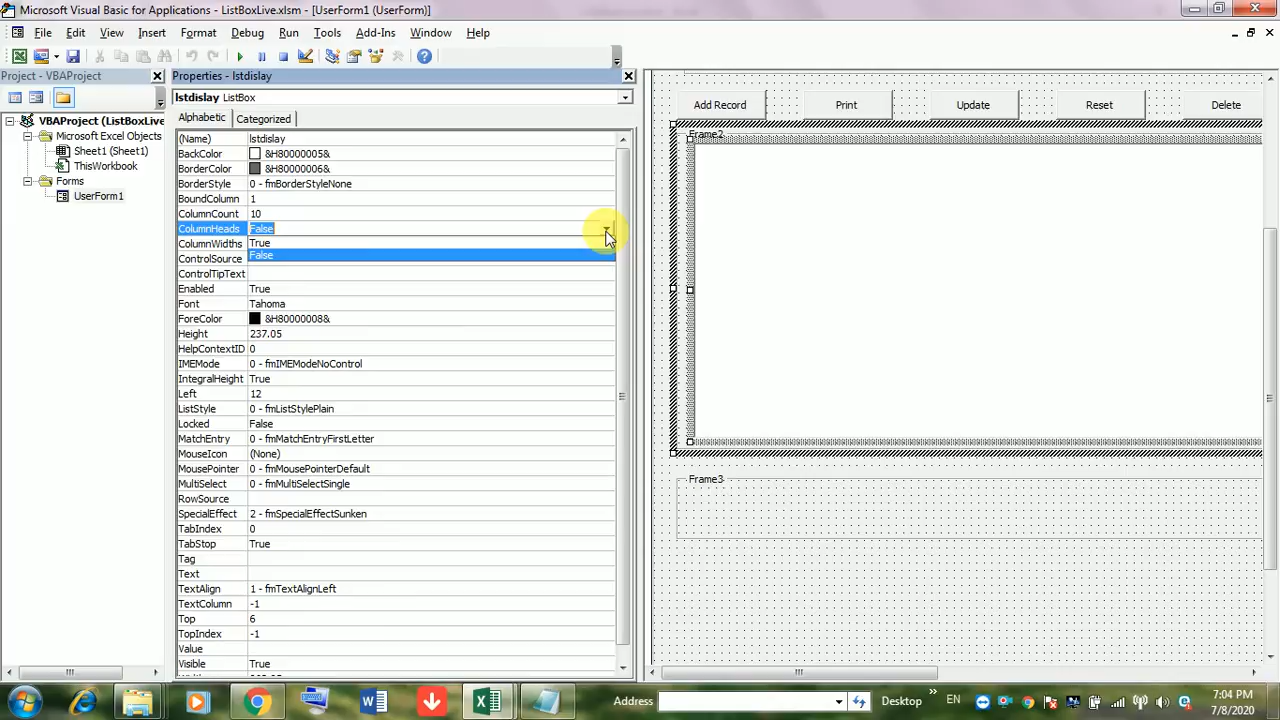 Microsoft Visual Basic for Applications - ListBoxLive.xlsm - [UserForm1 (UserForm)]
File Edit View Insert Format Debug Run Tools Add-Ins Window Help
Project - VBAProject
VBAProject (ListBoxLive
Microsoft Excel Objects
Sheet1 (Sheet1)
ThisWorkbook
Forms
UserForm1
Properties - lstdislay
lstdislay ListBox
Alphabetic Categorized
(Name) lstdislay
BackColor &H80000005&
BorderColor &H80000006&
BorderStyle 0 - fmBorderStyleNone
BoundColumn 1
ColumnCount 10
ColumnHeads False
ColumnWidths True
ControlSource False
ControlTipText
Enabled True
Font Tahoma
ForeColor &H80000008&
Height 237.05
HelpContextID 0
IMEMode 0 - fmIMEModeNoControl
IntegralHeight True
Left 12
ListStyle 0 - fmListStylePlain
Locked False
MatchEntry 0 - fmMatchEntryFirstLetter
MouseIcon (None)
MousePointer 0 - fmMousePointerDefault
MultiSelect 0 - fmMultiSelectSingle
RowSource
SpecialEffect 2 - fmSpecialEffectSunken
TabIndex 0
TabStop True
Tag
Text
TextAlign 1 - fmTextAlignLeft
TextColumn -1
Top 6
TopIndex -1
Value
Visible True
Add Record Print Update Reset Delete
Frame2
Frame3
Address Desktop » EN
7:04 PM
7/8/2020